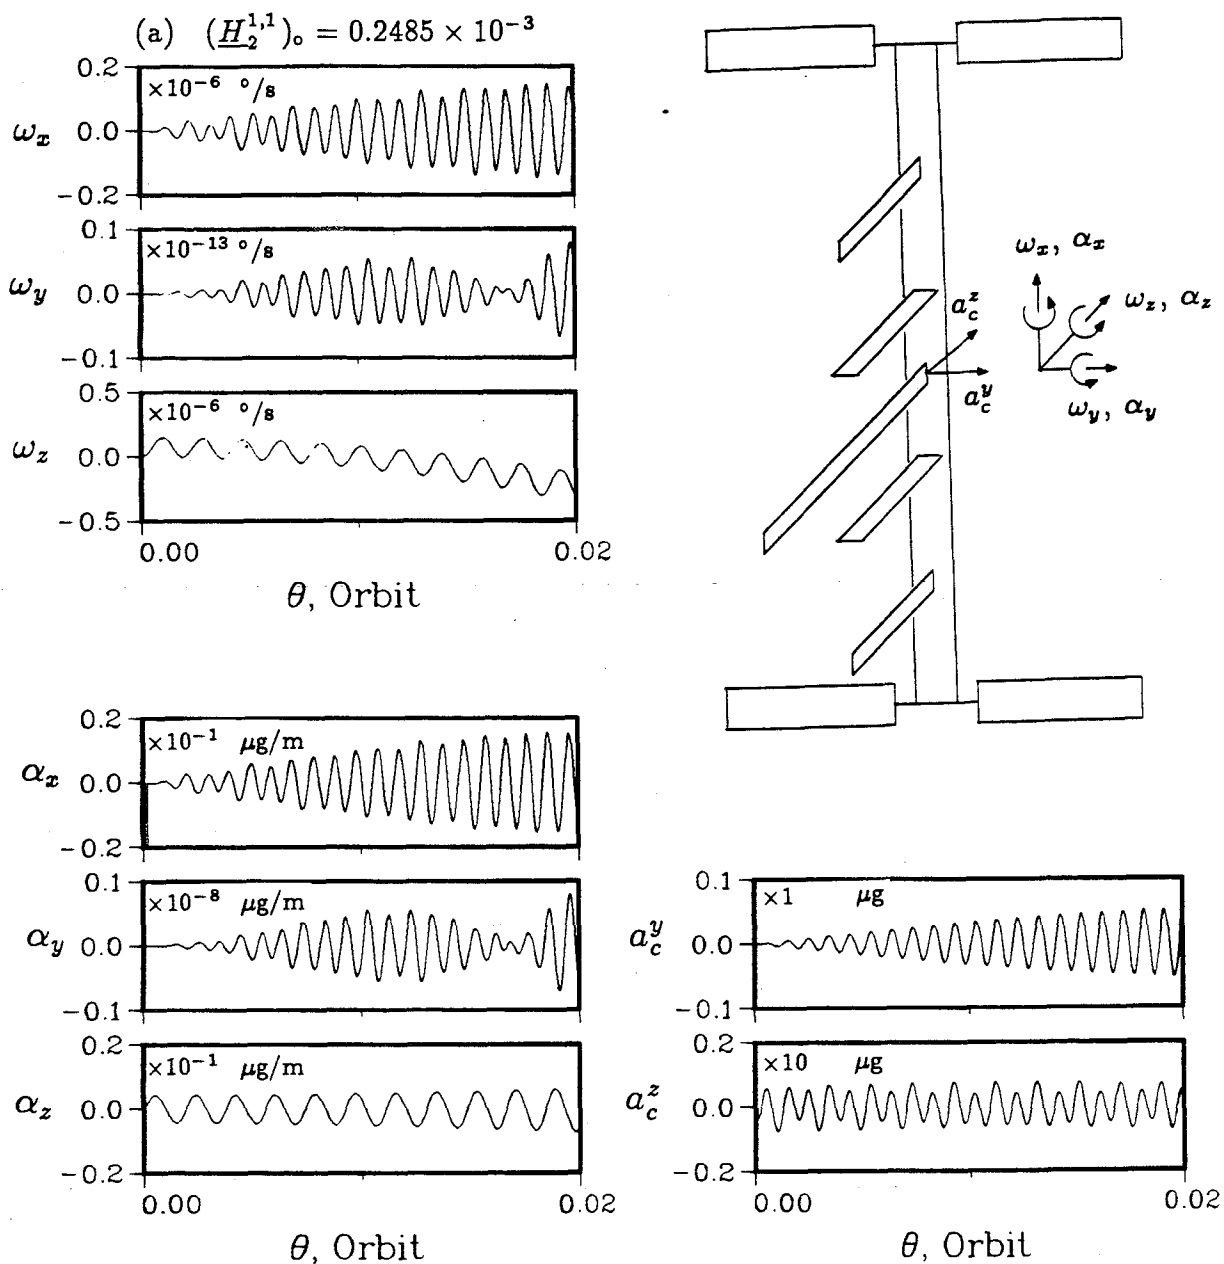 (a) (H₂^{1,1})ₒ = 0.2485 × 10⁻³
0.2
×10⁻⁶ °/s
ω_x 0.0
−0.2
0.1
×10⁻¹³ °/s
ω_y 0.0
−0.1
0.5
×10⁻⁶ °/s
ω_z 0.0
−0.5
0.00 0.02
θ, Orbit
ω_x, α_x
ω_z, α_z
ω_y, α_y
a_c^z
a_c^y
0.2
×10⁻¹ μg/m
α_x 0.0
−0.2
0.1
×10⁻⁸ μg/m
α_y 0.0
−0.1
0.2
×10⁻¹ μg/m
α_z 0.0
−0.2
0.00 0.02
θ, Orbit
0.1
×1 μg
a_c^y 0.0
−0.1
0.2
×10 μg
a_c^z 0.0
−0.2
0.00 0.02
θ, Orbit